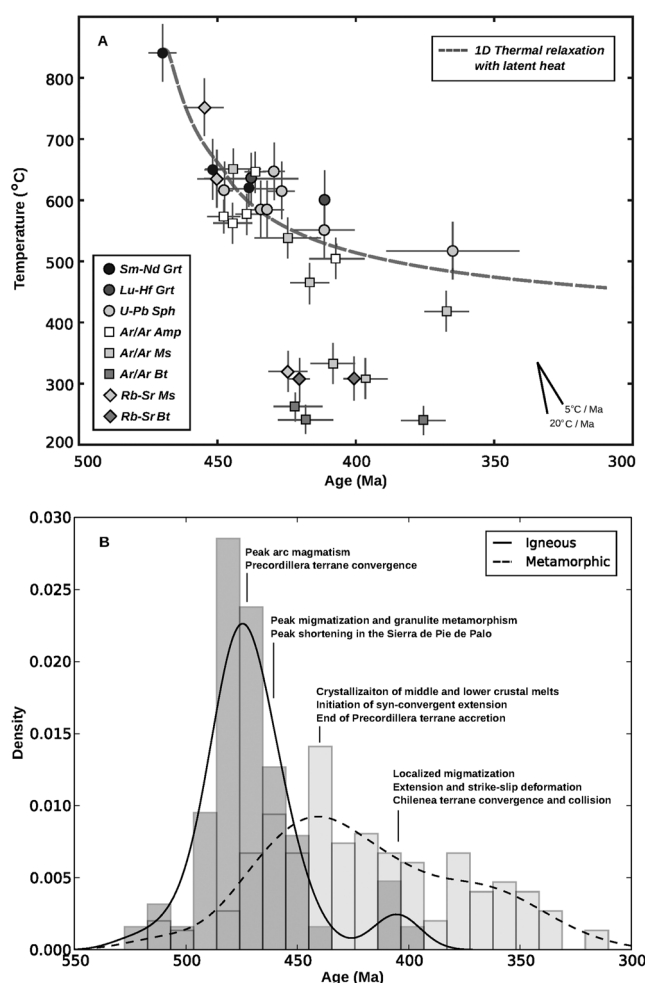 A
1D Thermal relaxation
with latent heat
Temperature (°C)
800
700
600
500
400
300
200
Sm-Nd Grt
Lu-Hf Grt
U-Pb Sph
Ar/Ar Amp
Ar/Ar Ms
Ar/Ar Bt
Rb-Sr Ms
Rb-Sr Bt
5°C / Ma
20°C / Ma
500 450 400 350 300
Age (Ma)
B
Igneous
Metamorphic
Peak arc magmatism
Precordillera terrane convergence
Peak migmatization and granulite metamorphism
Peak shortening in the Sierra de Pie de Palo
Crystallizaiton of middle and lower crustal melts
Initiation of syn-convergent extension
End of Precordillera terrane accretion
Localized migmatization
Extension and strike-slip deformation
Chilenea terrane convergence and collision
Density
0.030
0.025
0.020
0.015
0.010
0.005
0.000
550 500 450 400 350 300
Age (Ma)